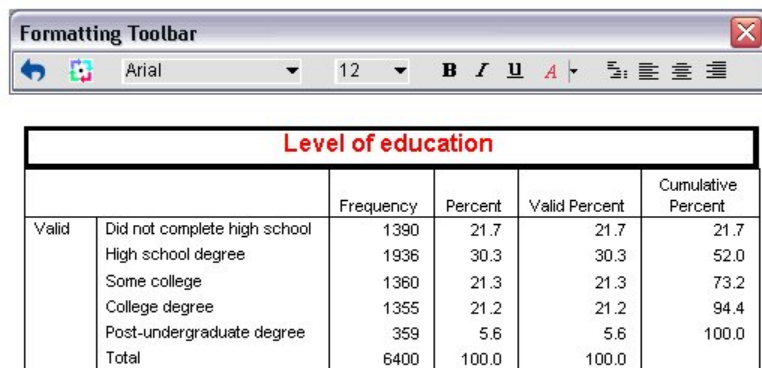 Formatting Toolbar
Arial 12 B I U A
Level of education
Frequency Percent Valid Percent Cumulative Percent
Valid Did not complete high school 1390 21.7 21.7 21.7
High school degree 1936 30.3 30.3 52.0
Some college 1360 21.3 21.3 73.2
College degree 1355 21.2 21.2 94.4
Post-undergraduate degree 359 5.6 5.6 100.0
Total 6400 100.0 100.0